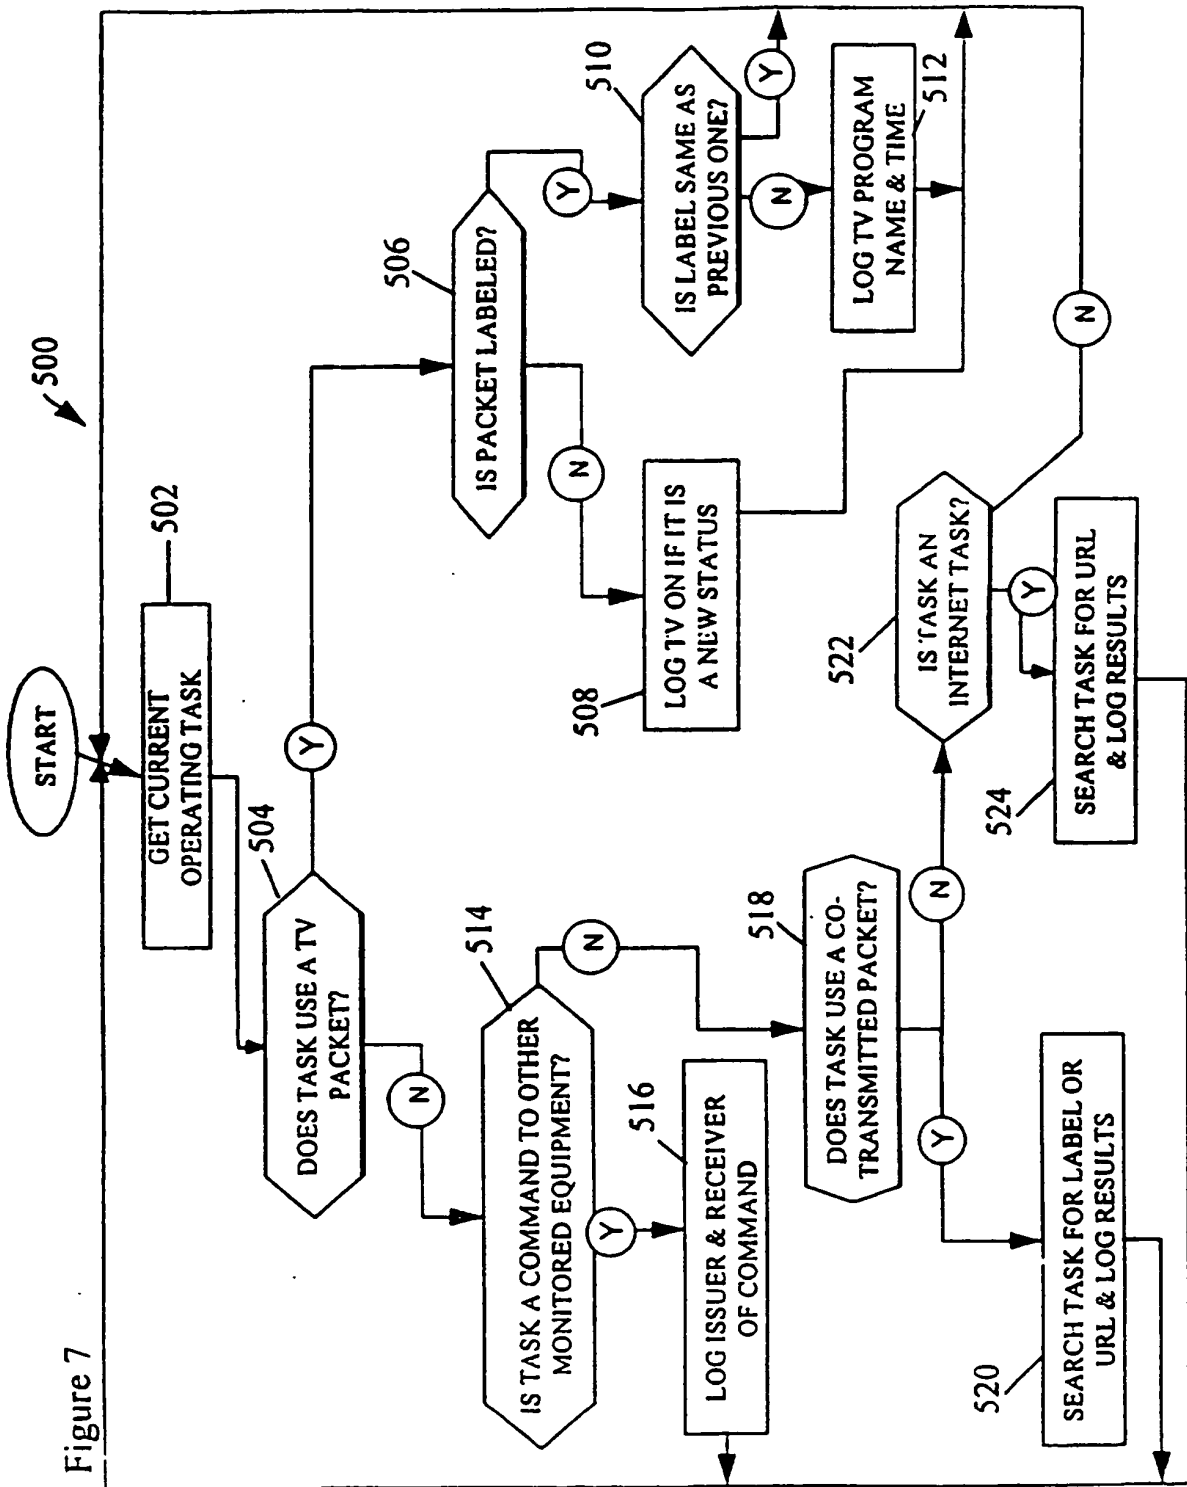 Figure 7
500
START
GET CURRENT
OPERATING TASK
502
504
DOES TASK USE A TV
PACKET?
Y
N
506
IS PACKET LABELED?
Y
N
514
IS TASK A COMMAND TO OTHER
MONITORED EQUIPMENT?
N
Y
508
LOG TV ON IF IT IS
A NEW STATUS
510
IS LABEL SAME AS
PREVIOUS ONE?
Y
N
516
LOG ISSUER & RECEIVER
OF COMMAND
512
LOG TV PROGRAM
NAME & TIME
518
DOES TASK USE A CO-
TRANSMITTED PACKET?
N
Y
522
IS TASK AN
INTERNET TASK?
N
Y
520
SEARCH TASK FOR LABEL OR
URL & LOG RESULTS
524
SEARCH TASK FOR URL
& LOG RESULTS